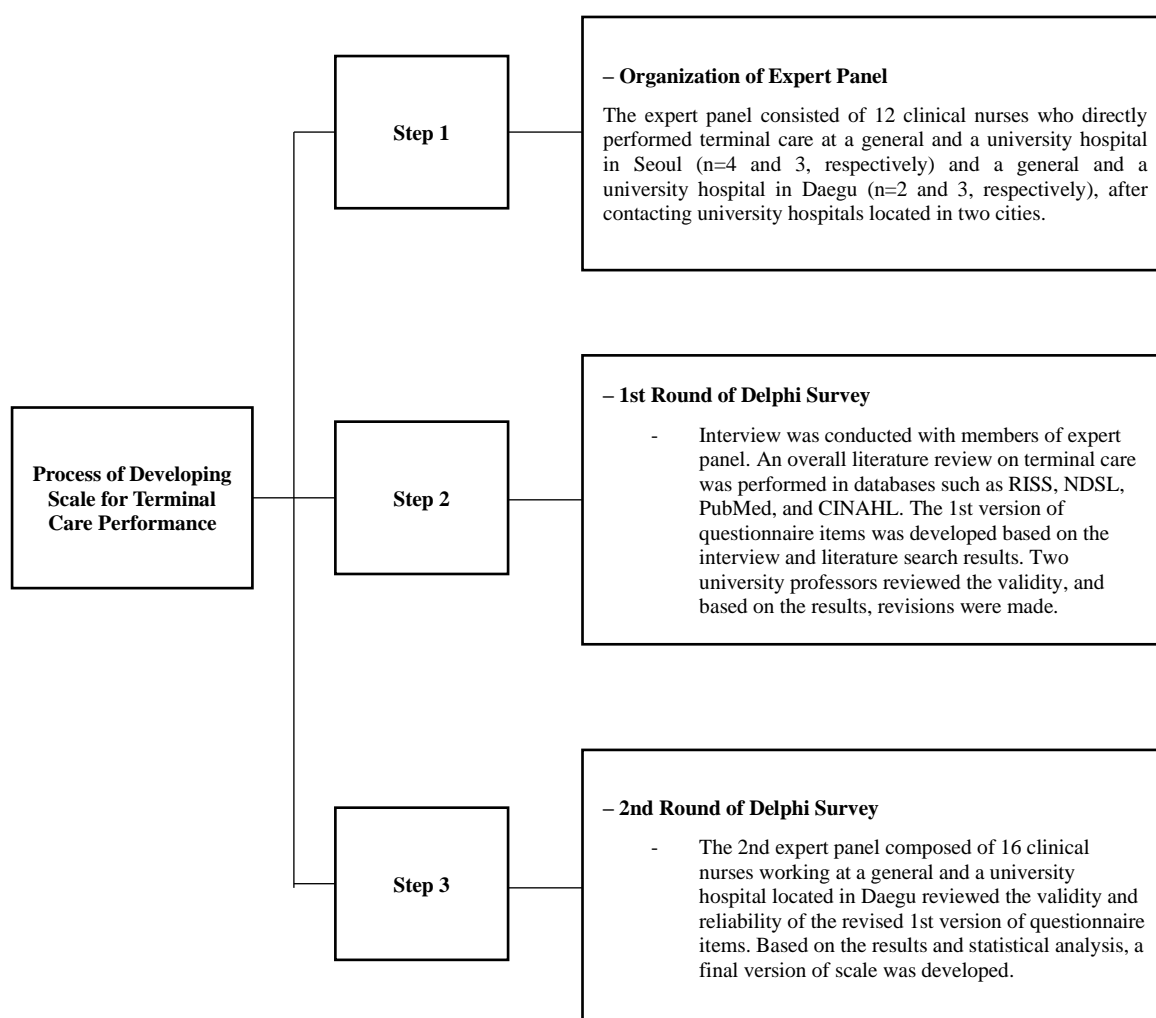 Process of Developing
Scale for Terminal
Care Performance
Step 1
– Organization of Expert Panel
The expert panel consisted of 12 clinical nurses who directly
performed terminal care at a general and a university hospital
in Seoul (n=4 and 3, respectively) and a general and a
university hospital in Daegu (n=2 and 3, respectively), after
contacting university hospitals located in two cities.
Step 2
– 1st Round of Delphi Survey
- Interview was conducted with members of expert
panel. An overall literature review on terminal care
was performed in databases such as RISS, NDSL,
PubMed, and CINAHL. The 1st version of
questionnaire items was developed based on the
interview and literature search results. Two
university professors reviewed the validity, and
based on the results, revisions were made.
Step 3
– 2nd Round of Delphi Survey
- The 2nd expert panel composed of 16 clinical
nurses working at a general and a university
hospital located in Daegu reviewed the validity and
reliability of the revised 1st version of questionnaire
items. Based on the results and statistical analysis, a
final version of scale was developed.